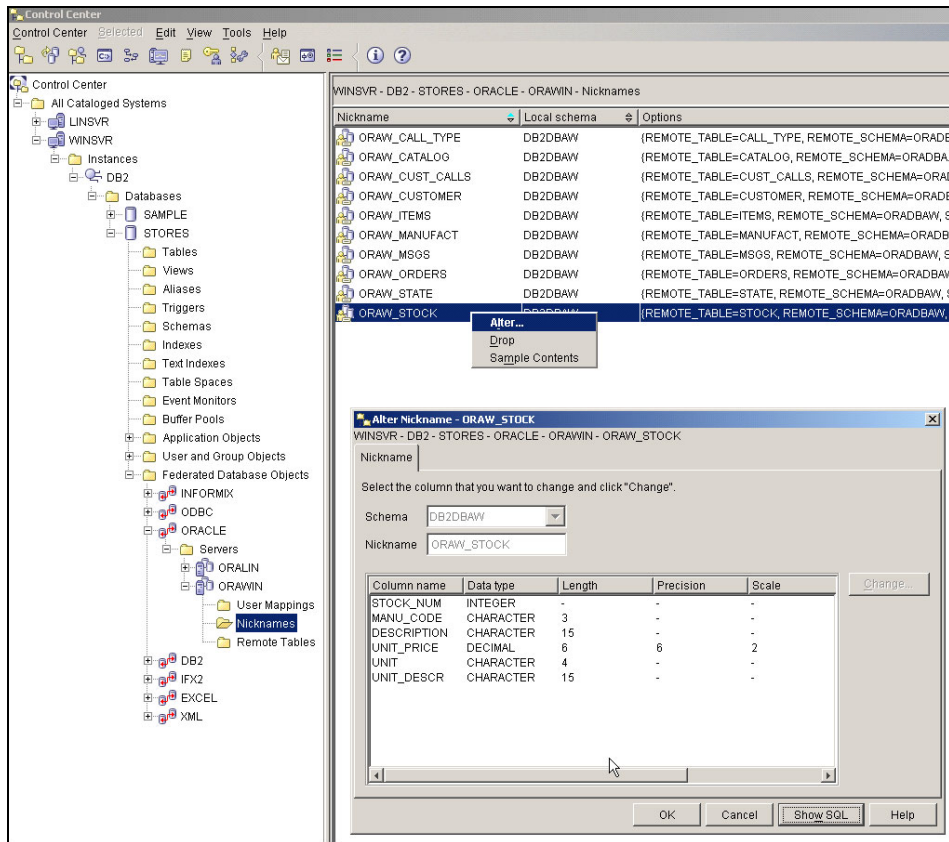 Control Center
Control Center Selected Edit View Tools Help
Control Center
All Cataloged Systems
LINSVR
WINSVR
Instances
DB2
Databases
SAMPLE
STORES
Tables
Views
Aliases
Triggers
Schemas
Indexes
Text Indexes
Table Spaces
Event Monitors
Buffer Pools
Application Objects
User and Group Objects
Federated Database Objects
INFORMIX
ODBC
ORACLE
Servers
ORALIN
ORAWIN
User Mappings
Nicknames
Remote Tables
DB2
IFX2
EXCEL
XML
WINSVR - DB2 - STORES - ORACLE - ORAWIN - Nicknames
Nickname Local schema Options
ORAW_CALL_TYPE DB2DBAW {REMOTE_TABLE=CALL_TYPE, REMOTE_SCHEMA=ORADE
ORAW_CATALOG DB2DBAW {REMOTE_TABLE=CATALOG, REMOTE_SCHEMA=ORADBA
ORAW_CUST_CALLS DB2DBAW {REMOTE_TABLE=CUST_CALLS, REMOTE_SCHEMA=ORAI
ORAW_CUSTOMER DB2DBAW {REMOTE_TABLE=CUSTOMER, REMOTE_SCHEMA=ORADE
ORAW_ITEMS DB2DBAW {REMOTE_TABLE=ITEMS, REMOTE_SCHEMA=ORADBAW, S
ORAW_MANUFACT DB2DBAW {REMOTE_TABLE=MANUFACT, REMOTE_SCHEMA=ORADB
ORAW_MSGS DB2DBAW {REMOTE_TABLE=MSGS, REMOTE_SCHEMA=ORADBAW, S
ORAW_ORDERS DB2DBAW {REMOTE_TABLE=ORDERS, REMOTE_SCHEMA=ORADBAW
ORAW_STATE DB2DBAW {REMOTE_TABLE=STATE, REMOTE_SCHEMA=ORADBAW, S
ORAW_STOCK DB2DBAW {REMOTE_TABLE=STOCK, REMOTE_SCHEMA=ORADBAW,
Alter...
Drop
Sample Contents
Alter Nickname - ORAW_STOCK
WINSVR - DB2 - STORES - ORACLE - ORAWIN - ORAW_STOCK
Nickname
Select the column that you want to change and click "Change".
Schema DB2DBAW
Nickname ORAW_STOCK
Column name Data type Length Precision Scale Change...
STOCK_NUM INTEGER - - -
MANU_CODE CHARACTER 3 - -
DESCRIPTION CHARACTER 15 - -
UNIT_PRICE DECIMAL 6 6 2
UNIT CHARACTER 4 - -
UNIT_DESCR CHARACTER 15 - -
OK Cancel Show SQL Help